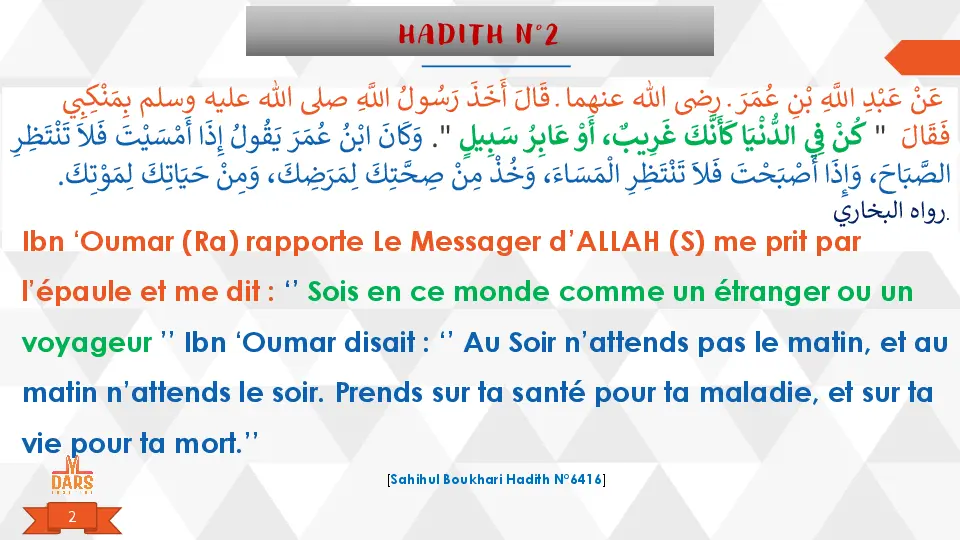 HADITH N°2
عَنْ عَبْدِ اللَّهِ بْنِ عُمَرَ ـ رضى الله عنهما ـ قَالَ أَخَذَ رَسُولُ اللَّهِ صلى الله عليه وسلم بِمَنْكِبِي
فَقَالَ " كُنْ فِي الدُّنْيَا كَأَنَّكَ غَرِيبٌ، أَوْ عَابِرُ سَبِيلٍ ". وَكَانَ ابْنُ عُمَرَ يَقُولُ إِذَا أَمْسَيْتَ فَلاَ تَنْتَظِرِ
الصَّبَاحَ، وَإِذَا أَصْبَحْتَ فَلاَ تَنْتَظِرِ الْمَسَاءَ، وَخُذْ مِنْ صِحَّتِكَ لِمَرَضِكَ، وَمِنْ حَيَاتِكَ لِمَوْتِكَ.
رواه البخاري.
Ibn ‘Oumar (Ra) rapporte Le Messager d’ALLAH (S) me prit par
l’épaule et me dit : ‘’ Sois en ce monde comme un étranger ou un
voyageur ’’ Ibn ‘Oumar disait : ‘’ Au Soir n’attends pas le matin, et au
matin n’attends le soir. Prends sur ta santé pour ta maladie, et sur ta
vie pour ta mort.’’
[Sahihul Boukhari Hadith N°6416]
M
DARS
2